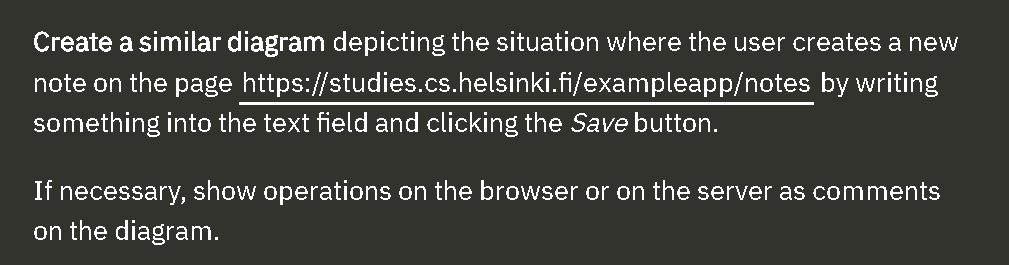 Create a similar diagram depicting the situation where the user creates a new
note on the page https://studies.cs.helsinki.fi/exampleapp/notes by writing
something into the text field and clicking the Save button.
If necessary, show operations on the browser or on the server as comments
on the diagram.